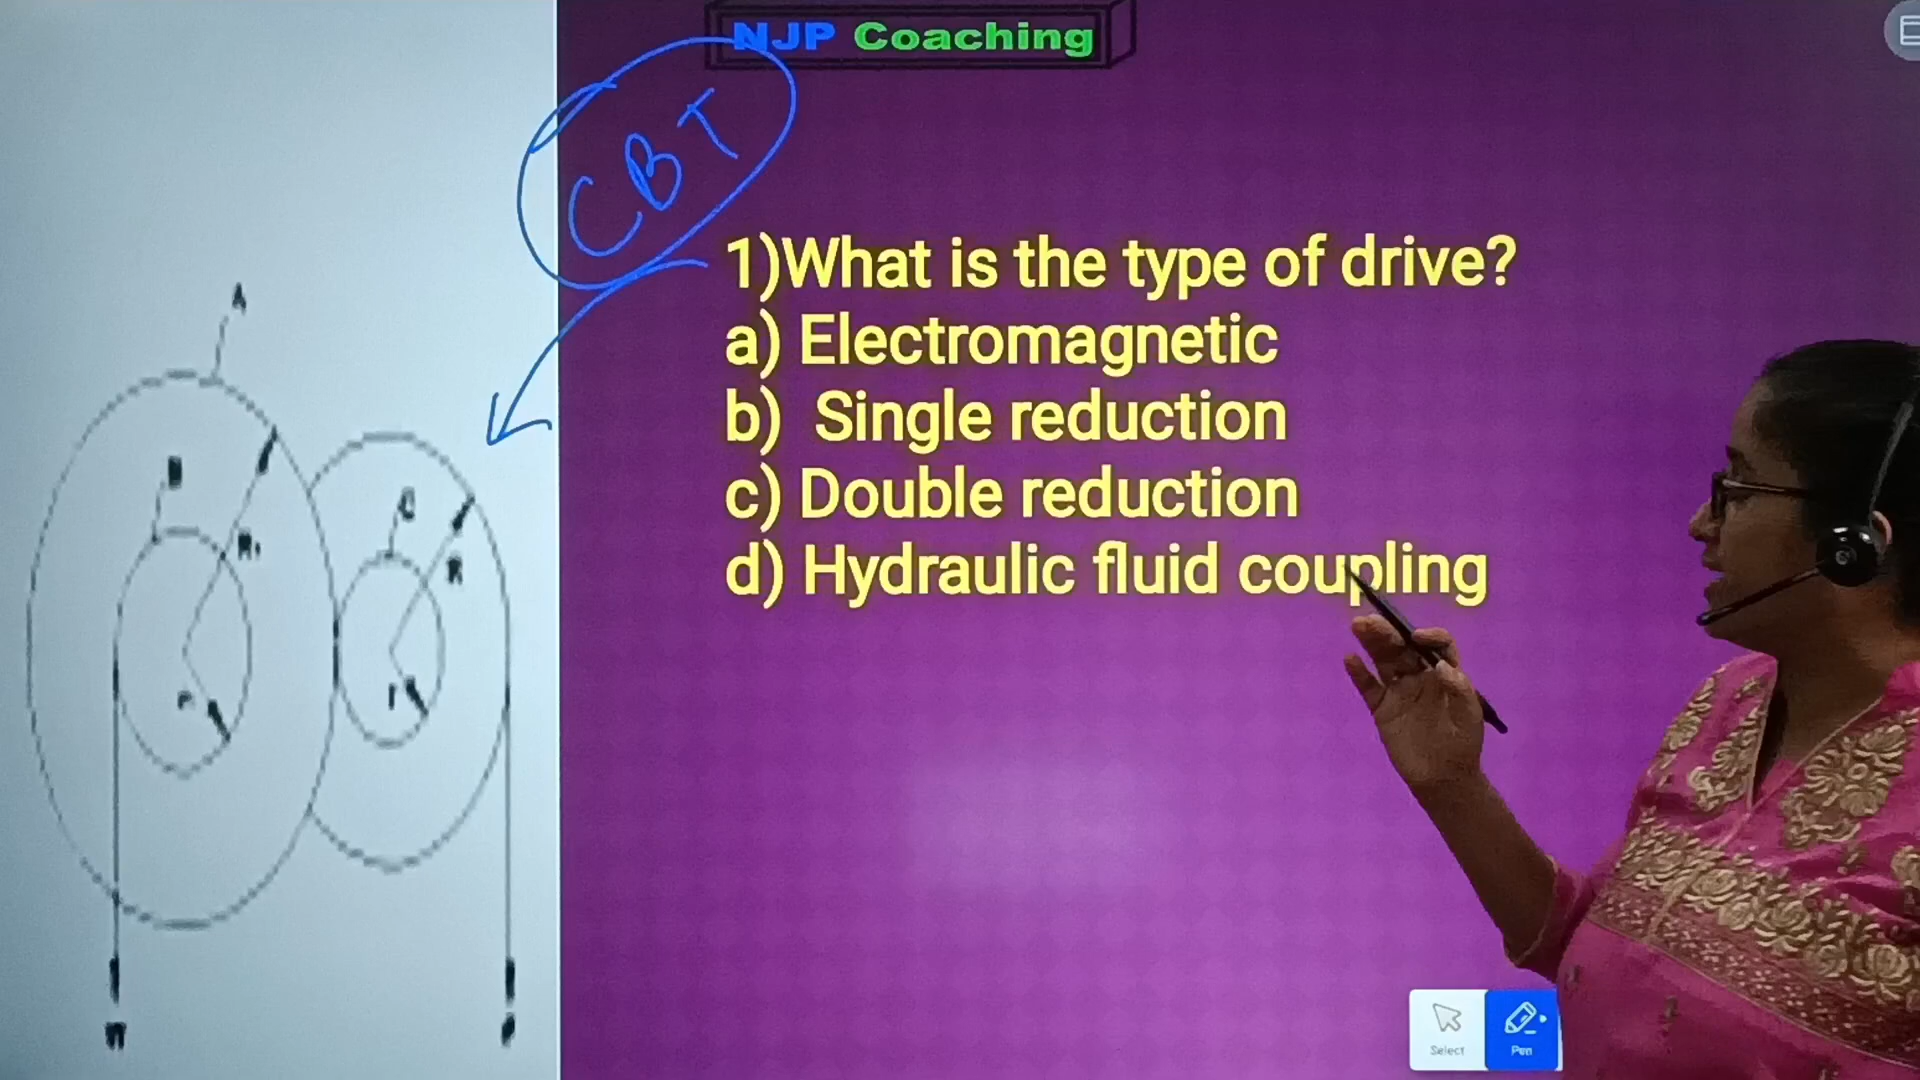 NJP Coaching
CBT
1)What is the type of drive?
a) Electromagnetic
b) Single reduction
c) Double reduction
d) Hydraulic fluid coupling
A
B
R₁
C
R
r
W
P
Select
Pen